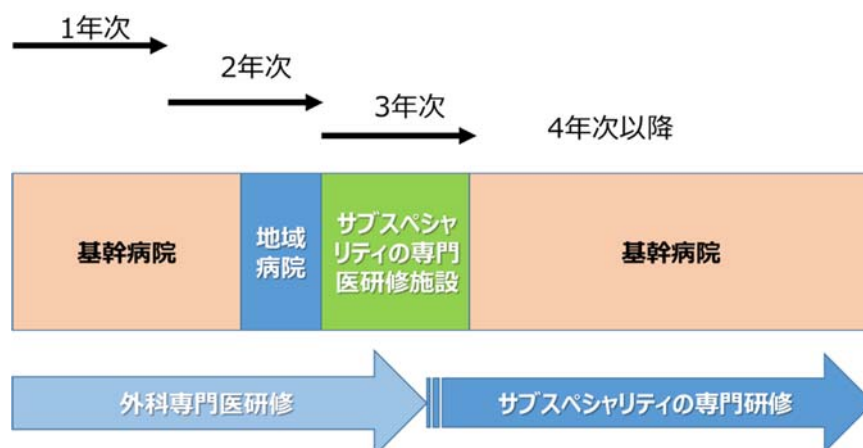 1年次
2年次
3年次
4年次以降
基幹病院
地域
病院
サブスペシャ
リティの専門
医研修施設
基幹病院
外科専門医研修
サブスペシャリティの専門研修